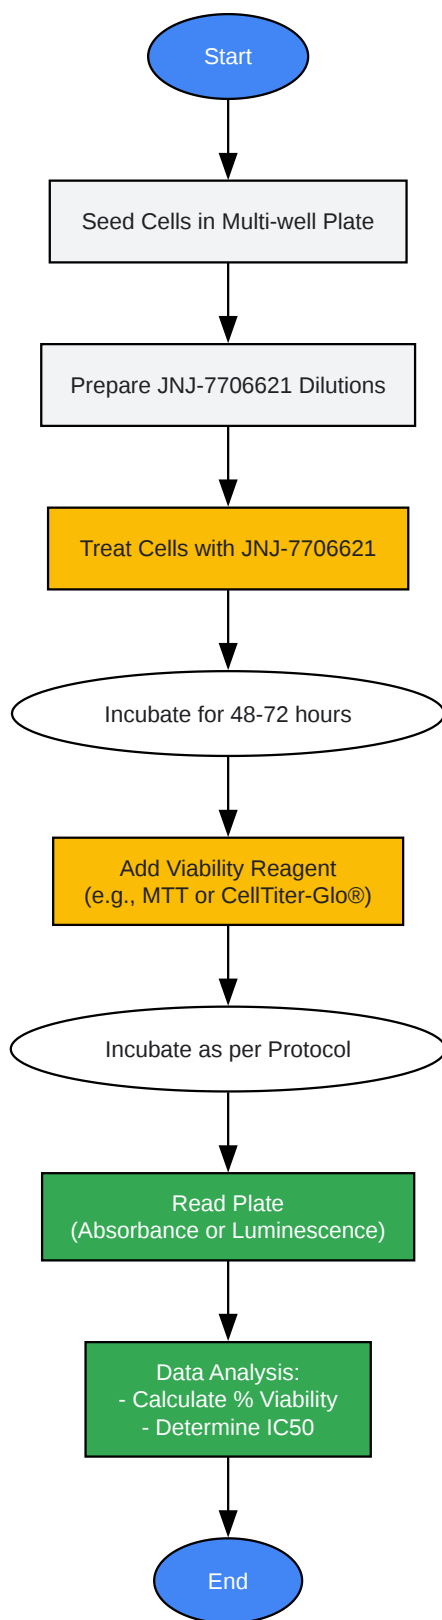 Start
Seed Cells in Multi-well Plate
Prepare JNJ-7706621 Dilutions
Treat Cells with JNJ-7706621
Incubate for 48-72 hours
Add Viability Reagent
(e.g., MTT or CellTiter-Glo®)
Incubate as per Protocol
Read Plate
(Absorbance or Luminescence)
Data Analysis:
- Calculate % Viability
- Determine IC50
End